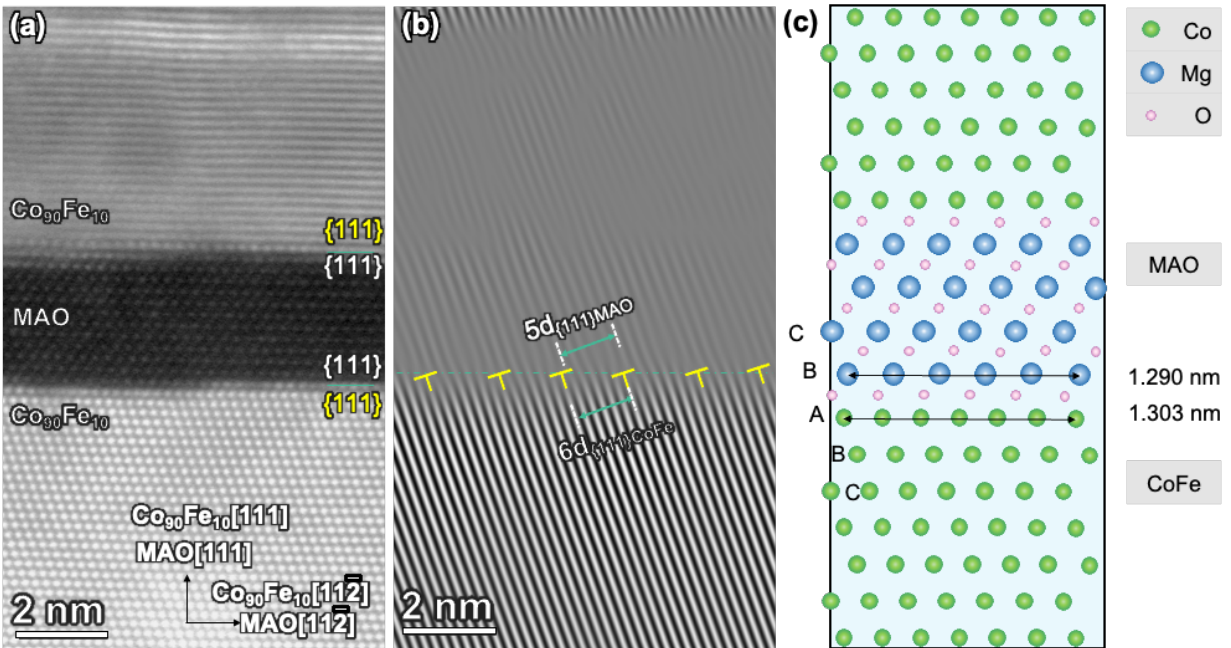 (a)
Co90Fe10
{111}
{111}
MAO
{111}
{111}
Co90Fe10
Co90Fe10[111]
MAO[111]
Co90Fe10[112̅]
MAO[112̅]
2 nm
(b)
5d{111}MAO
6d{111}CoFe
2 nm
(c)
C
B
A
B
C
Co
Mg
O
MAO
1.290 nm
1.303 nm
CoFe